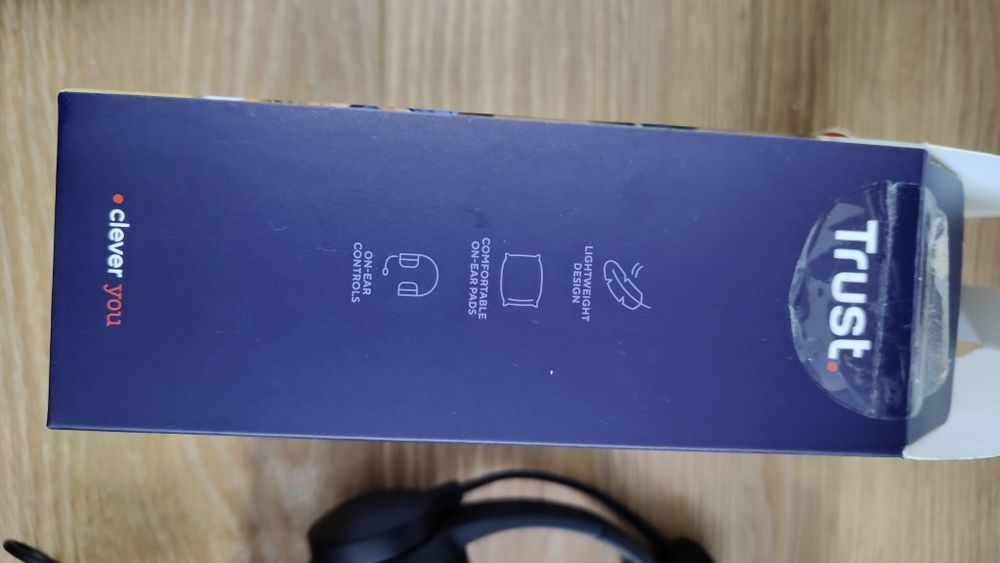 Trust.
LIGHTWEIGHT
DESIGN
COMFORTABLE
ON-EAR PADS
ON-EAR
CONTROLS
clever you